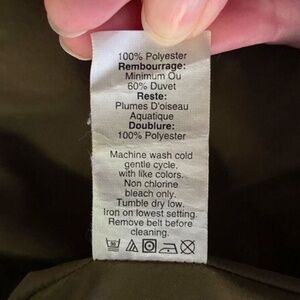 100% Polyester
Rembourrage:
Minimum Ou
60% Duvet
Reste:
Plumes D'oiseau
Aquatique
Doublure:
100% Polyester
Machine wash cold
gentle cycle,
with like colors.
Non chlorine
bleach only.
Tumble dry low.
Iron on lowest setting.
Remove belt before
cleaning.